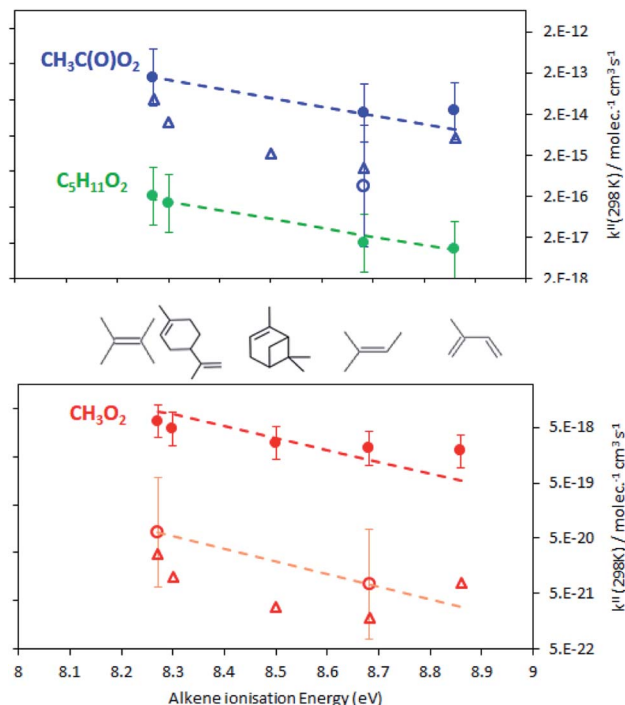 CH₃C(O)O₂
C₅H₁₁O₂
2.E-12
2.E-13
2.E-14
2.E-15
2.E-16
2.E-17
2.E-18
kᴵᴵ(298 K) / molec.⁻¹ cm³ s⁻¹
CH₃O₂
5.E-18
5.E-19
5.E-20
5.E-21
5.E-22
kᴵᴵ (298K) / molec.⁻¹ cm³ s⁻¹
8 8.1 8.2 8.3 8.4 8.5 8.6 8.7 8.8 8.9 9
Alkene ionisation Energy (eV)